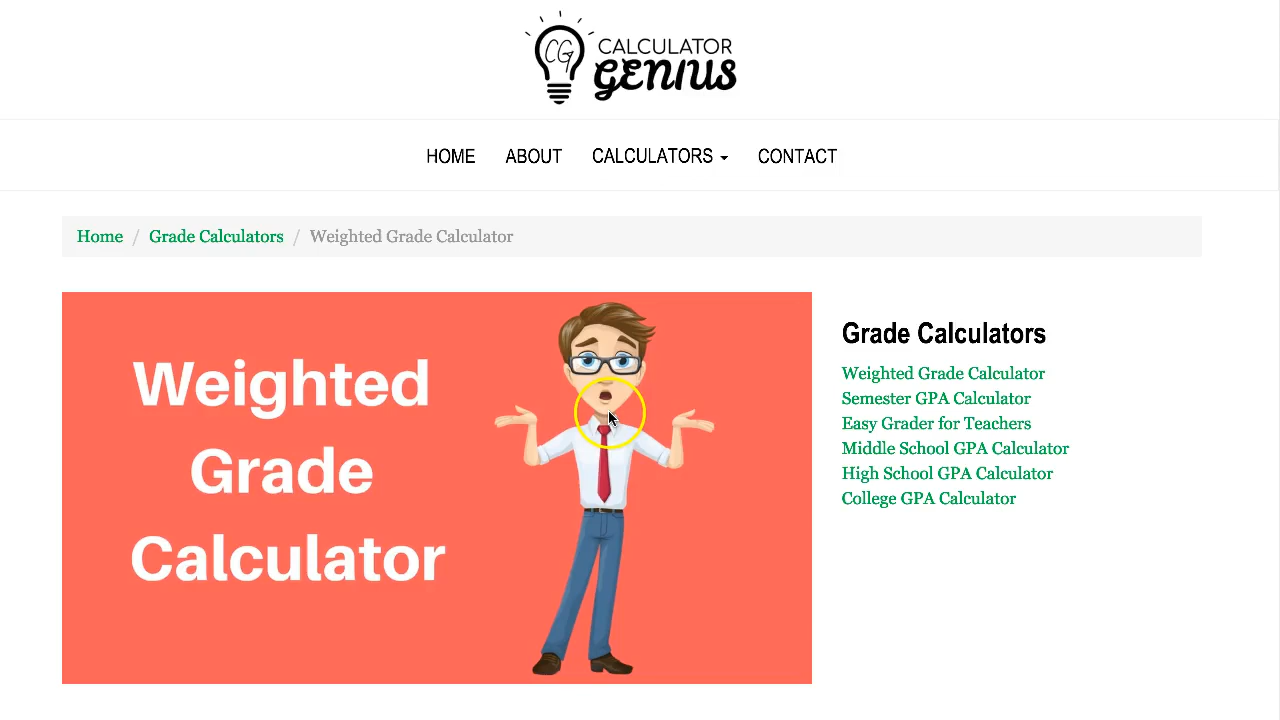 CG CALCULATOR
GENIUS
HOME ABOUT CALCULATORS CONTACT
Home / Grade Calculators / Weighted Grade Calculator
Weighted
Grade
Calculator
Grade Calculators
Weighted Grade Calculator
Semester GPA Calculator
Easy Grader for Teachers
Middle School GPA Calculator
High School GPA Calculator
College GPA Calculator